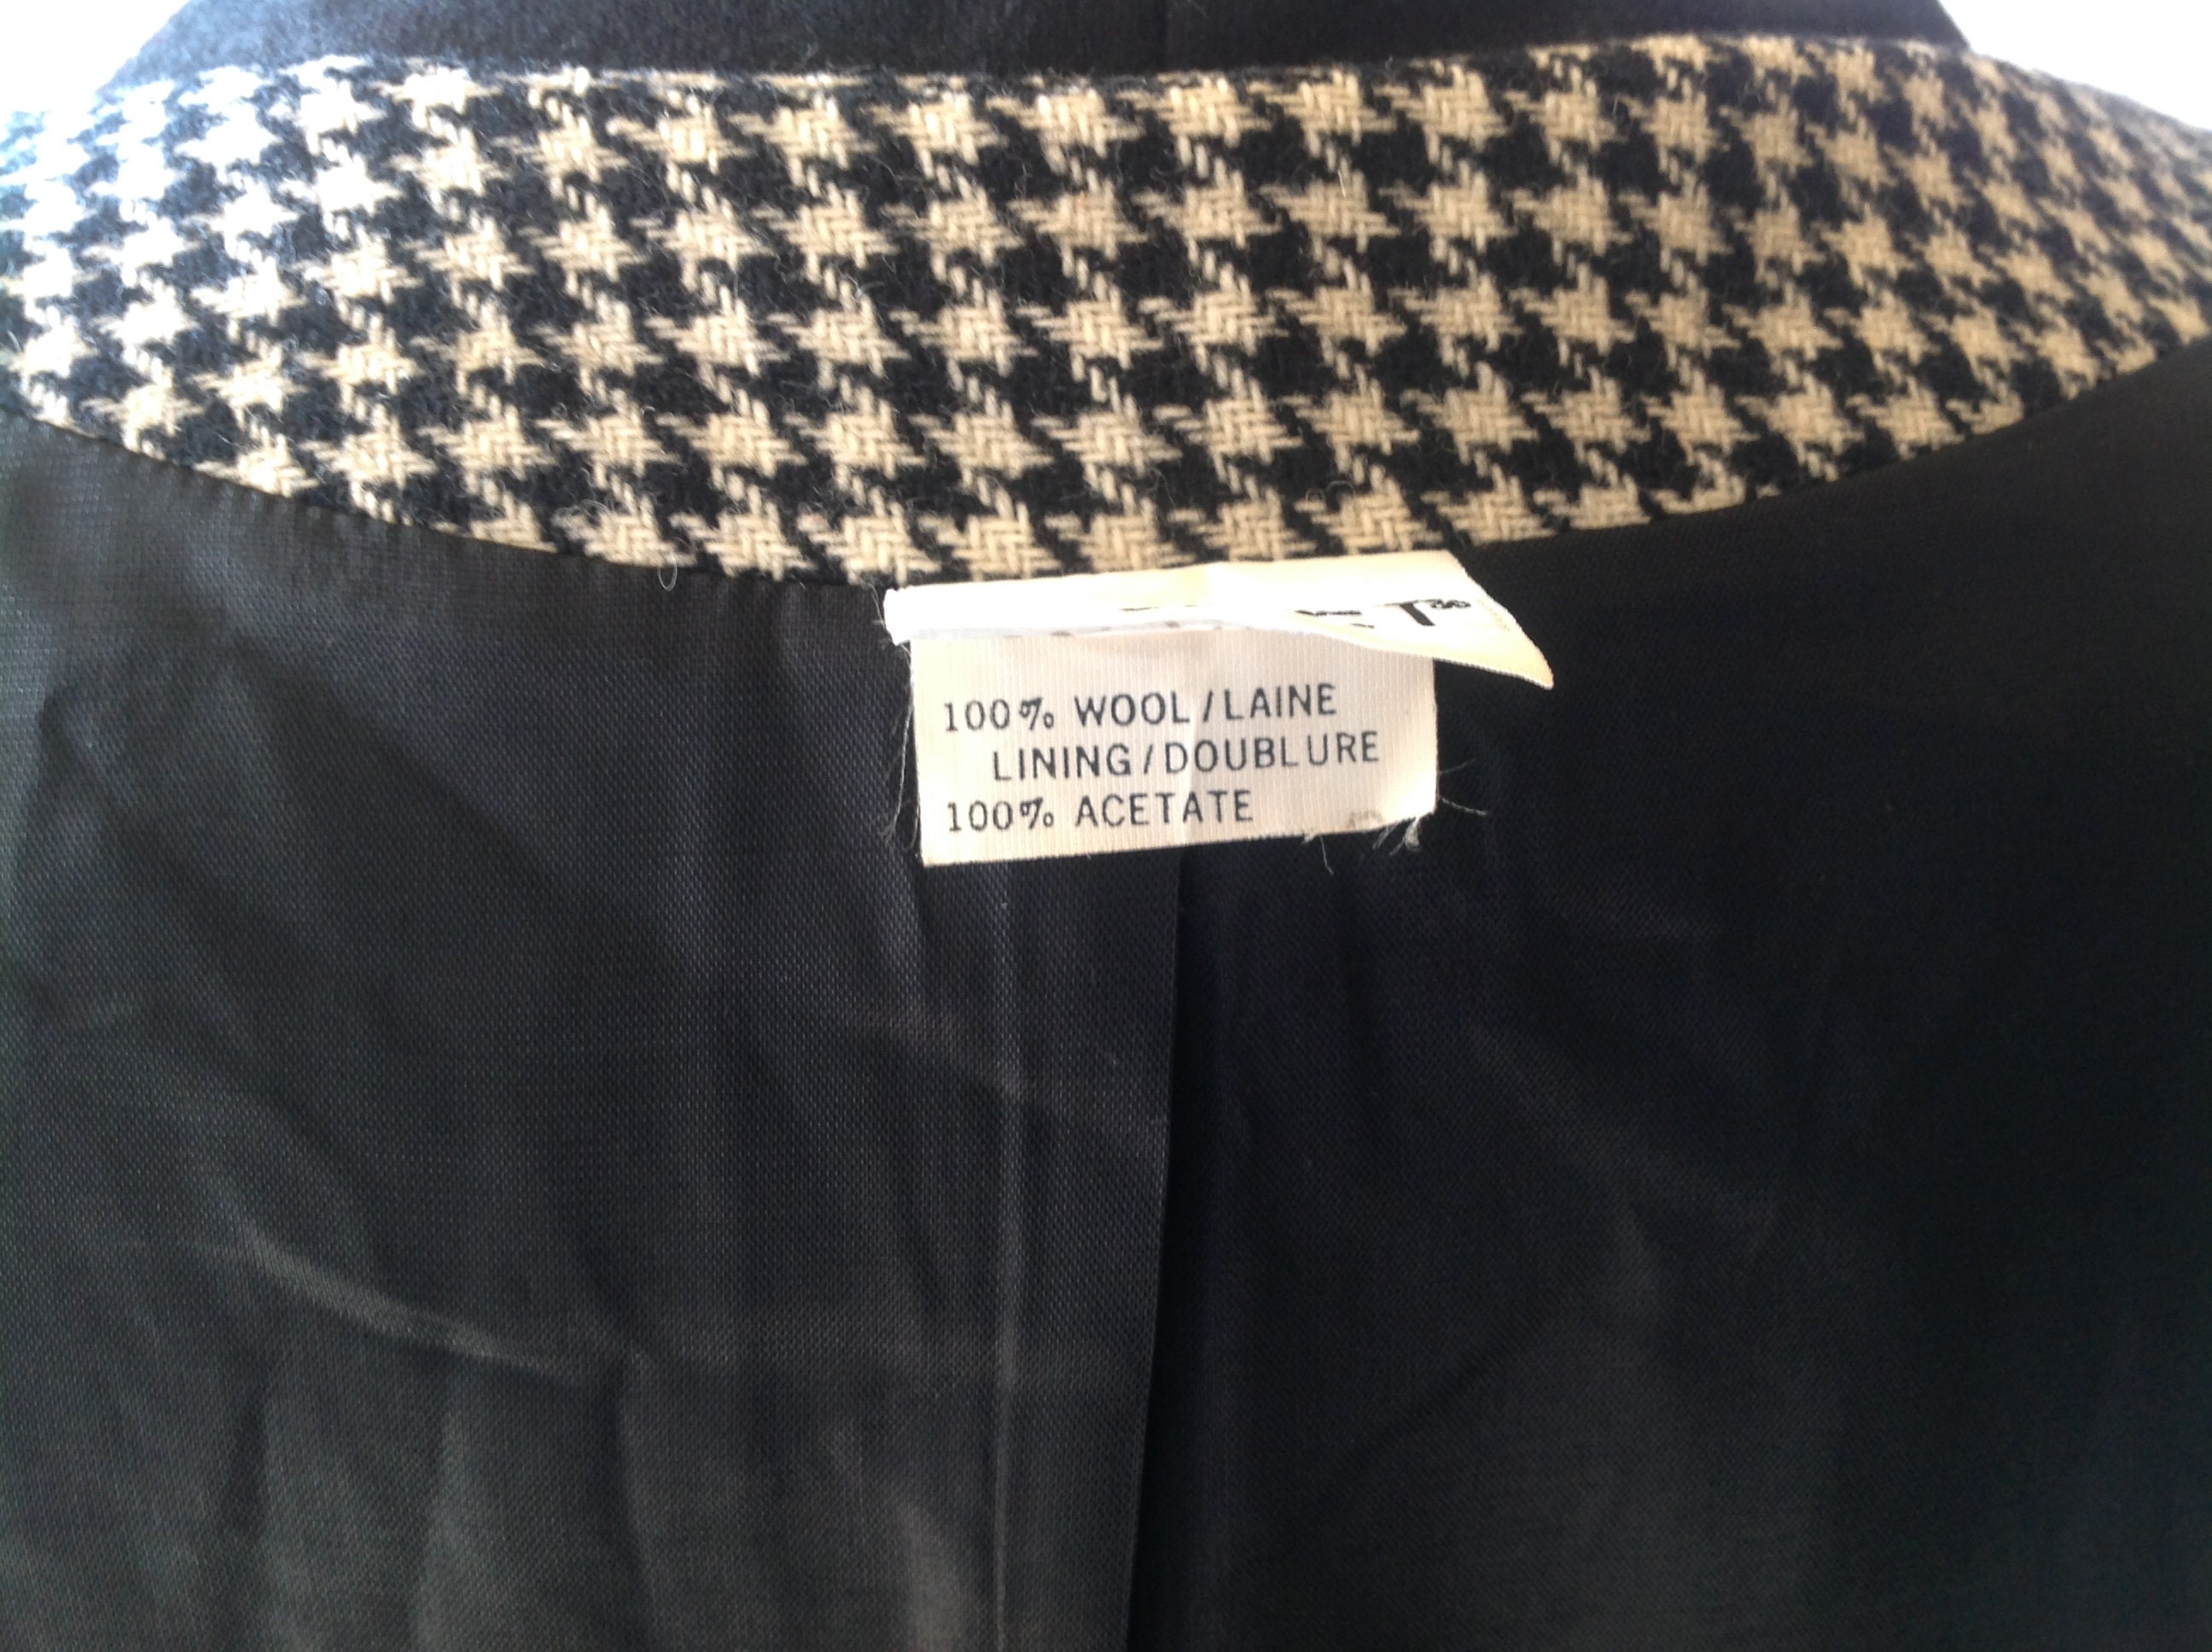 100% WOOL/LAINE
LINING/DOUBLURE
100% ACETATE